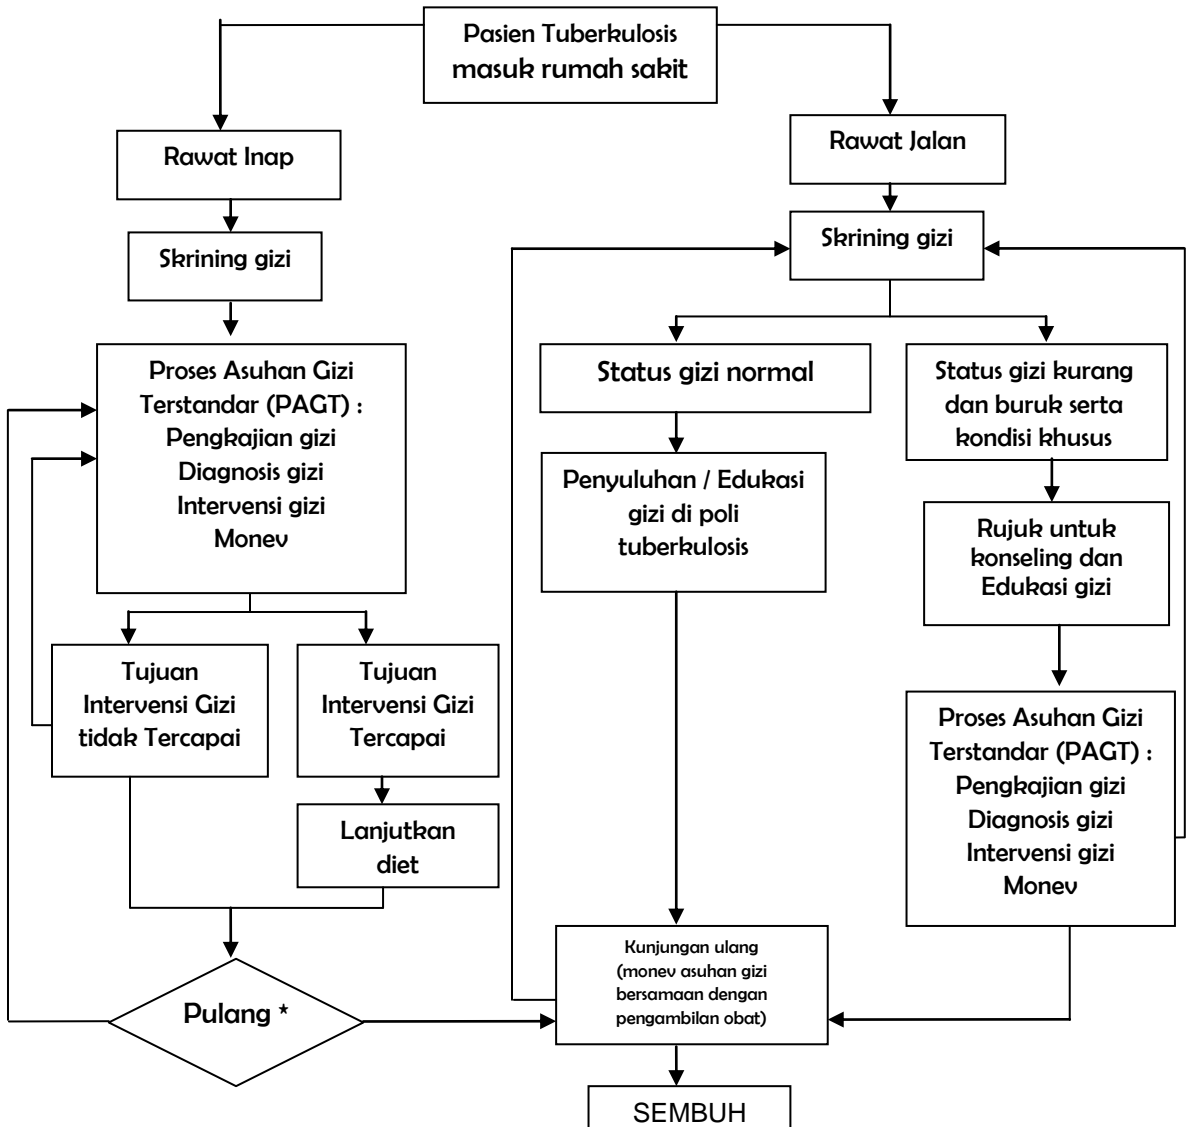 Pasien Tuberkulosis
masuk rumah sakit
Rawat Inap
Rawat Jalan
Skrining gizi
Skrining gizi
Proses Asuhan Gizi
Terstandar (PAGT) :
Pengkajian gizi
Diagnosis gizi
Intervensi gizi
Monev
Status gizi normal
Status gizi kurang
dan buruk serta
kondisi khusus
Penyuluhan / Edukasi
gizi di poli
tuberkulosis
Rujuk untuk
konseling dan
Edukasi gizi
Tujuan
Intervensi Gizi
tidak Tercapai
Tujuan
Intervensi Gizi
Tercapai
Proses Asuhan Gizi
Terstandar (PAGT) :
Pengkajian gizi
Diagnosis gizi
Intervensi gizi
Monev
Lanjutkan
diet
Pulang *
Kunjungan ulang
(monev asuhan gizi
bersamaan dengan
pengambilan obat)
SEMBUH